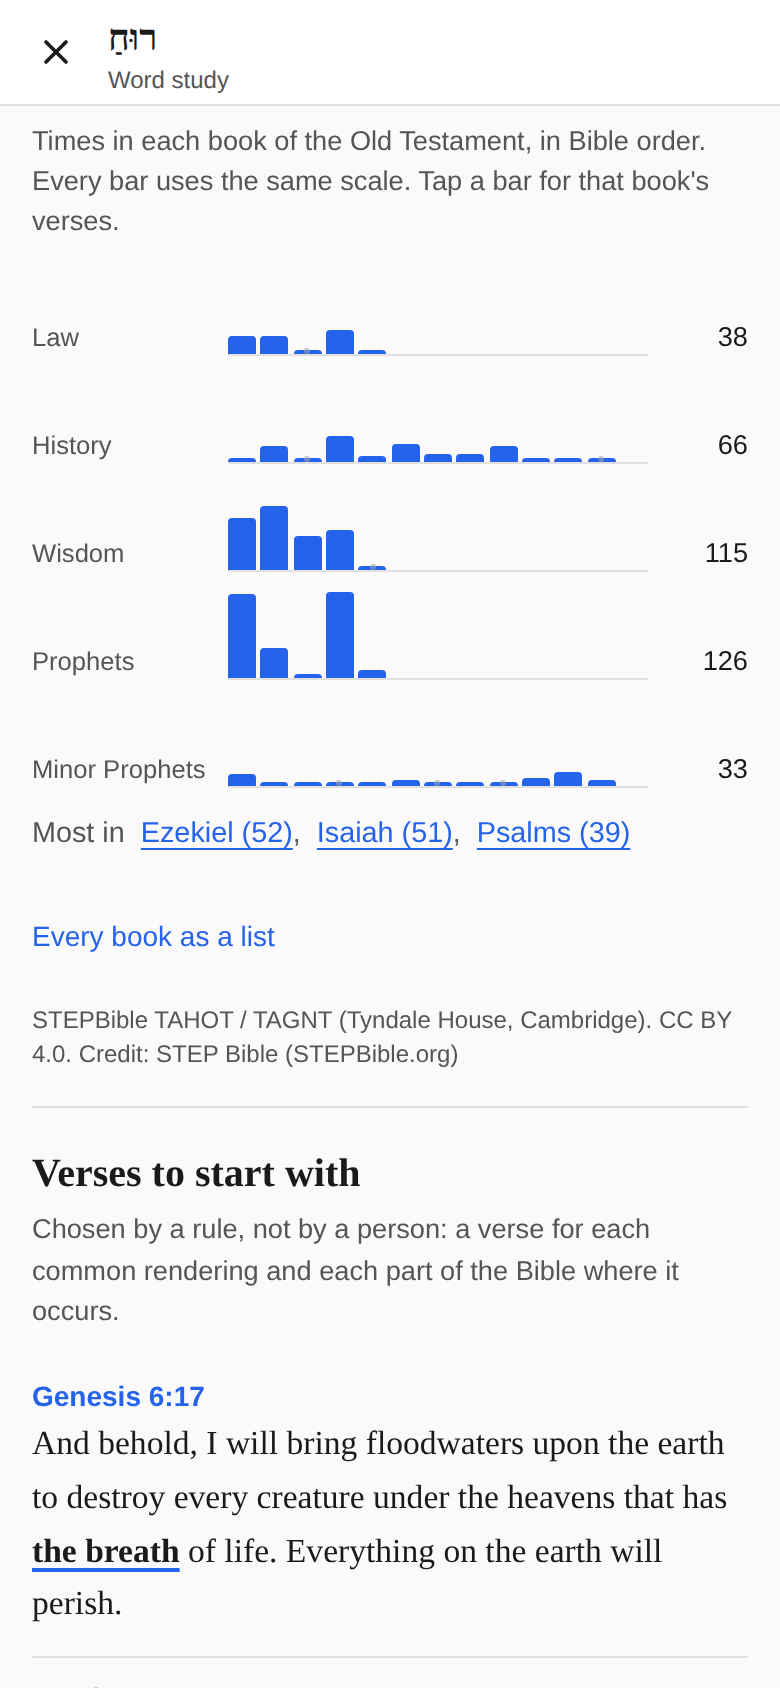 רוּחַ
Word study
Times in each book of the Old Testament, in Bible order.
Every bar uses the same scale. Tap a bar for that book's
verses.
Law 38
History 66
Wisdom 115
Prophets 126
Minor Prophets 33
Most in Ezekiel (52), Isaiah (51), Psalms (39)
Every book as a list
STEPBible TAHOT / TAGNT (Tyndale House, Cambridge). CC BY
4.0. Credit: STEP Bible (STEPBible.org)
Verses to start with
Chosen by a rule, not by a person: a verse for each
common rendering and each part of the Bible where it
occurs.
Genesis 6:17
And behold, I will bring floodwaters upon the earth
to destroy every creature under the heavens that has
the breath of life. Everything on the earth will
perish.